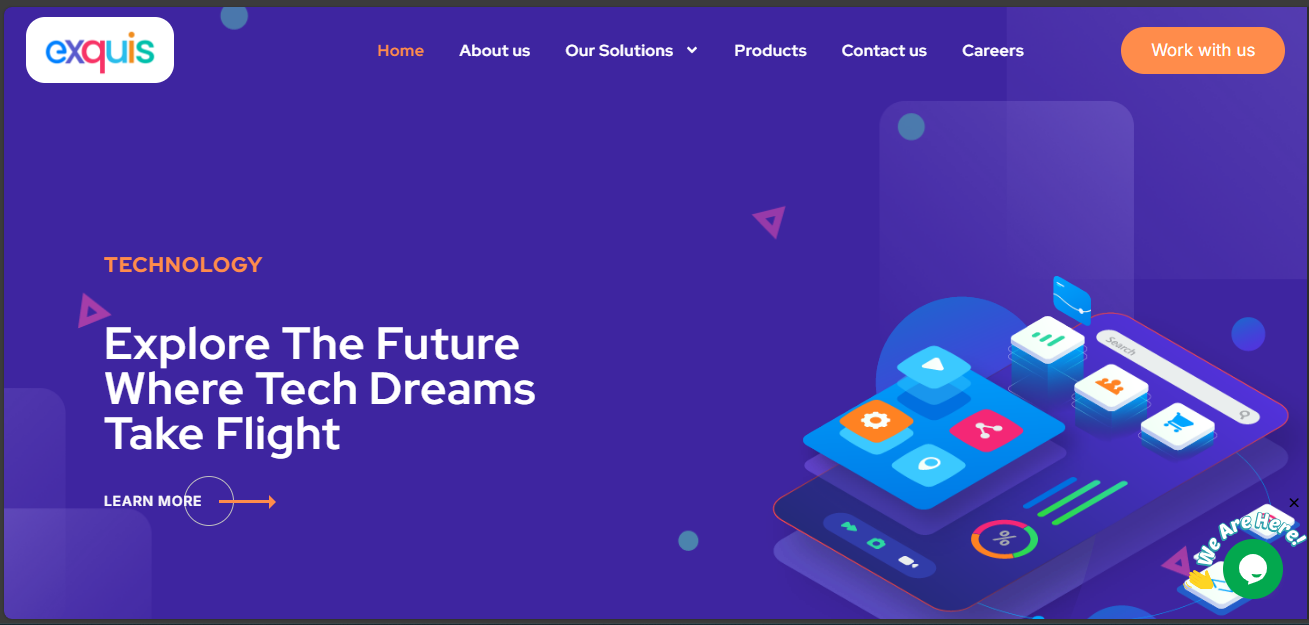 exquis
Home
About us
Our Solutions
Products
Contact us
Careers
Work with us
TECHNOLOGY
Explore The Future
Where Tech Dreams
Take Flight
LEARN MORE
Search
%
We Are Here!